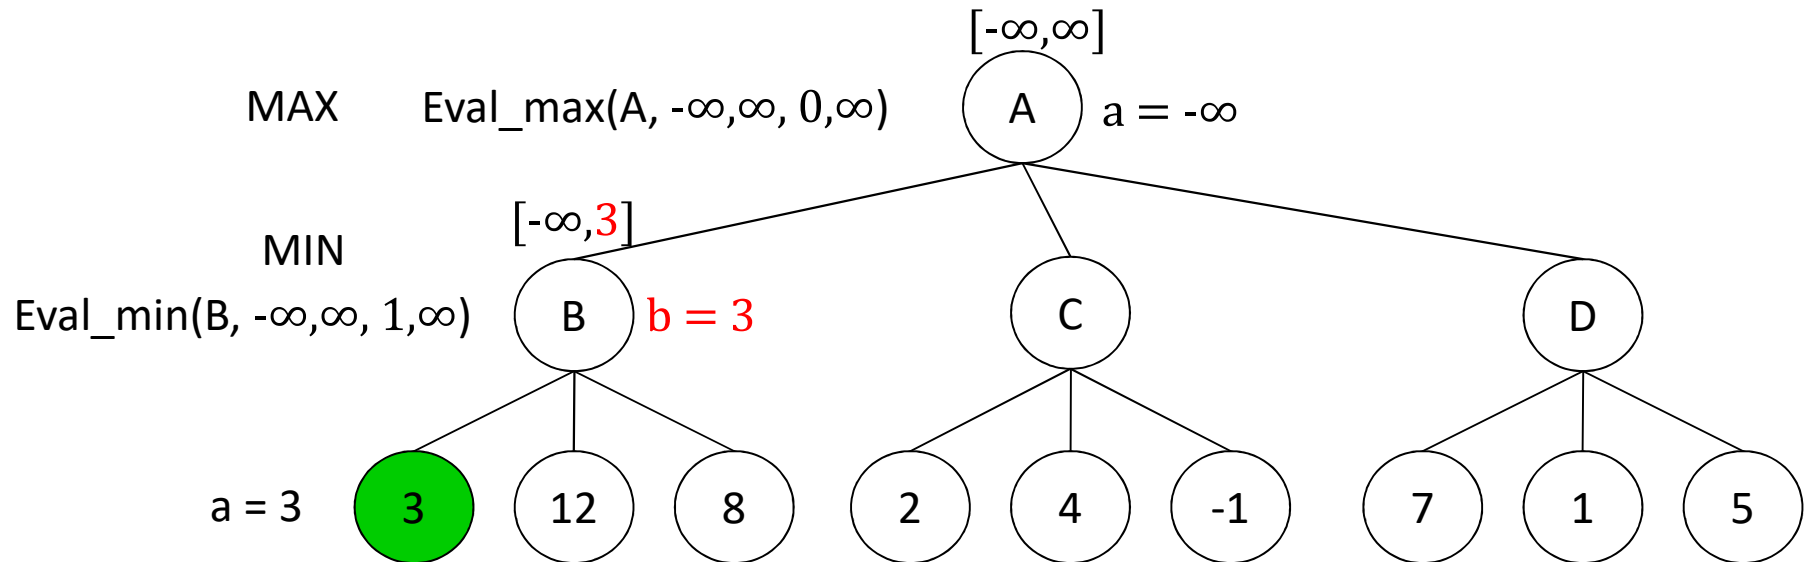 [-∞,∞]
MAX Eval_max(A, -∞,∞, 0,∞) A a = -∞
[-∞,3]
MIN
Eval_min(B, -∞,∞, 1,∞) B b = 3 C D
a = 3 3 12 8 2 4 -1 7 1 5